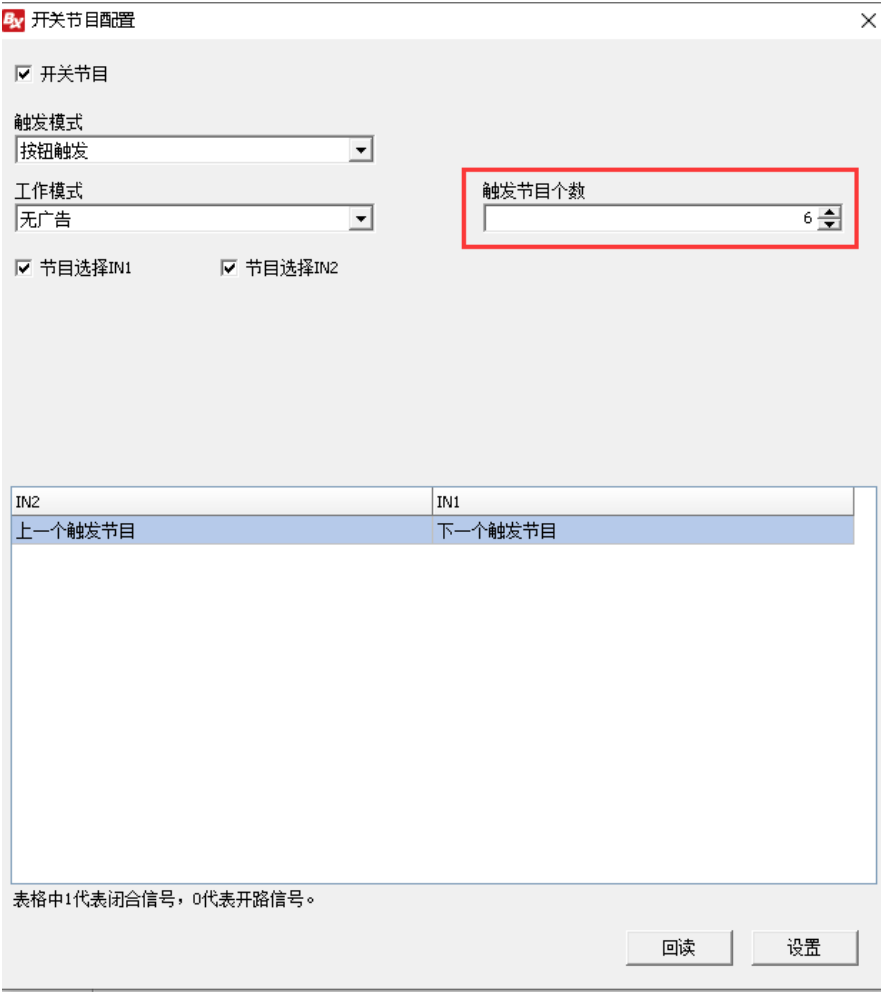 BX 开关节目配置
开关节目
触发模式
按钮触发
工作模式
触发节目个数
无广告
6
节目选择IN1 节目选择IN2
IN2 IN1
上一个触发节目 下一个触发节目
表格中1代表闭合信号，0代表开路信号。
回读 设置